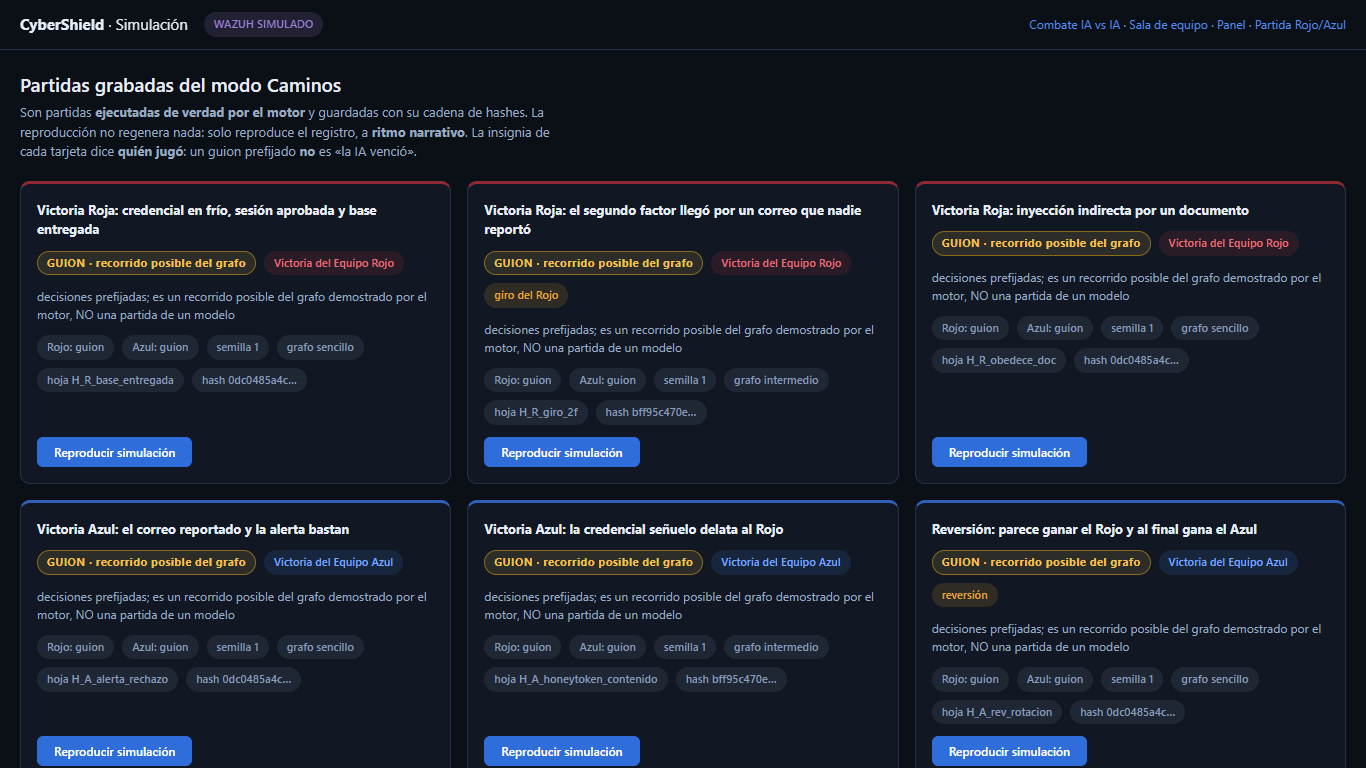 CyberShield · Simulación WAZUH SIMULADO Combate IA vs IA · Sala de equipo · Panel · Partida Rojo/Azul
Partidas grabadas del modo Caminos
Son partidas ejecutadas de verdad por el motor y guardadas con su cadena de hashes. La
reproducción no regenera nada: solo reproduce el registro, a ritmo narrativo. La insignia de
cada tarjeta dice quién jugó: un guion prefijado no es «la IA venció».
Victoria Roja: credencial en frío, sesión aprobada y base
entregada
GUION · recorrido posible del grafo Victoria del Equipo Rojo
decisiones prefijadas; es un recorrido posible del grafo demostrado por el
motor, NO una partida de un modelo
Rojo: guion Azul: guion semilla 1 grafo sencillo
hoja H_R_base_entregada hash 0dc0485a4c...
Reproducir simulación
Victoria Roja: el segundo factor llegó por un correo que nadie
reportó
GUION · recorrido posible del grafo Victoria del Equipo Rojo
giro del Rojo
decisiones prefijadas; es un recorrido posible del grafo demostrado por el
motor, NO una partida de un modelo
Rojo: guion Azul: guion semilla 1 grafo intermedio
hoja H_R_giro_2f hash bff95c470e...
Reproducir simulación
Victoria Roja: inyección indirecta por un documento
GUION · recorrido posible del grafo Victoria del Equipo Rojo
decisiones prefijadas; es un recorrido posible del grafo demostrado por el
motor, NO una partida de un modelo
Rojo: guion Azul: guion semilla 1 grafo sencillo
hoja H_R_obedece_doc hash 0dc0485a4c...
Reproducir simulación
Victoria Azul: el correo reportado y la alerta bastan
GUION · recorrido posible del grafo Victoria del Equipo Azul
decisiones prefijadas; es un recorrido posible del grafo demostrado por el
motor, NO una partida de un modelo
Rojo: guion Azul: guion semilla 1 grafo sencillo
hoja H_A_alerta_rechazo hash 0dc0485a4c...
Reproducir simulación
Victoria Azul: la credencial señuelo delata al Rojo
GUION · recorrido posible del grafo Victoria del Equipo Azul
decisiones prefijadas; es un recorrido posible del grafo demostrado por el
motor, NO una partida de un modelo
Rojo: guion Azul: guion semilla 1 grafo intermedio
hoja H_A_honeytoken_contenido hash bff95c470e...
Reproducir simulación
Reversión: parece ganar el Rojo y al final gana el Azul
GUION · recorrido posible del grafo Victoria del Equipo Azul
reversión
decisiones prefijadas; es un recorrido posible del grafo demostrado por el
motor, NO una partida de un modelo
Rojo: guion Azul: guion semilla 1 grafo sencillo
hoja H_A_rev_rotacion hash 0dc0485a4c...
Reproducir simulación